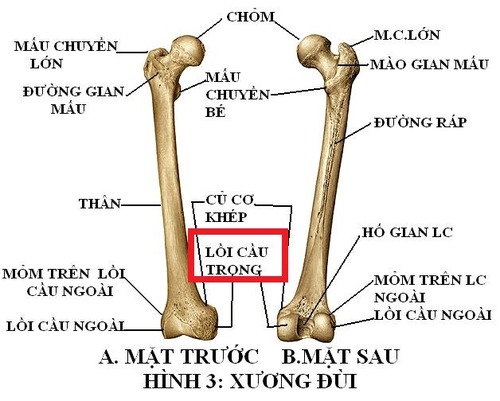 CHỎM
MẤU CHUYỂN
LỚN
M.C.LỚN
MÀO GIAN MẤU
ĐƯỜNG GIAN
MẤU
MẤU
CHUYỂN
BÉ
ĐƯỜNG RÁP
THÂN
CỦ CƠ
KHÉP
HỐ GIAN LC
LỒI CẦU
TRONG
MỎM TRÊN LỒI
CẦU NGOÀI
MỎM TRÊN LC
NGOÀI
LỒI CẦU NGOÀI
LỒI CẦU NGOÀI
A. MẶT TRƯỚC B.MẶT SAU
HÌNH 3: XƯƠNG ĐÙI